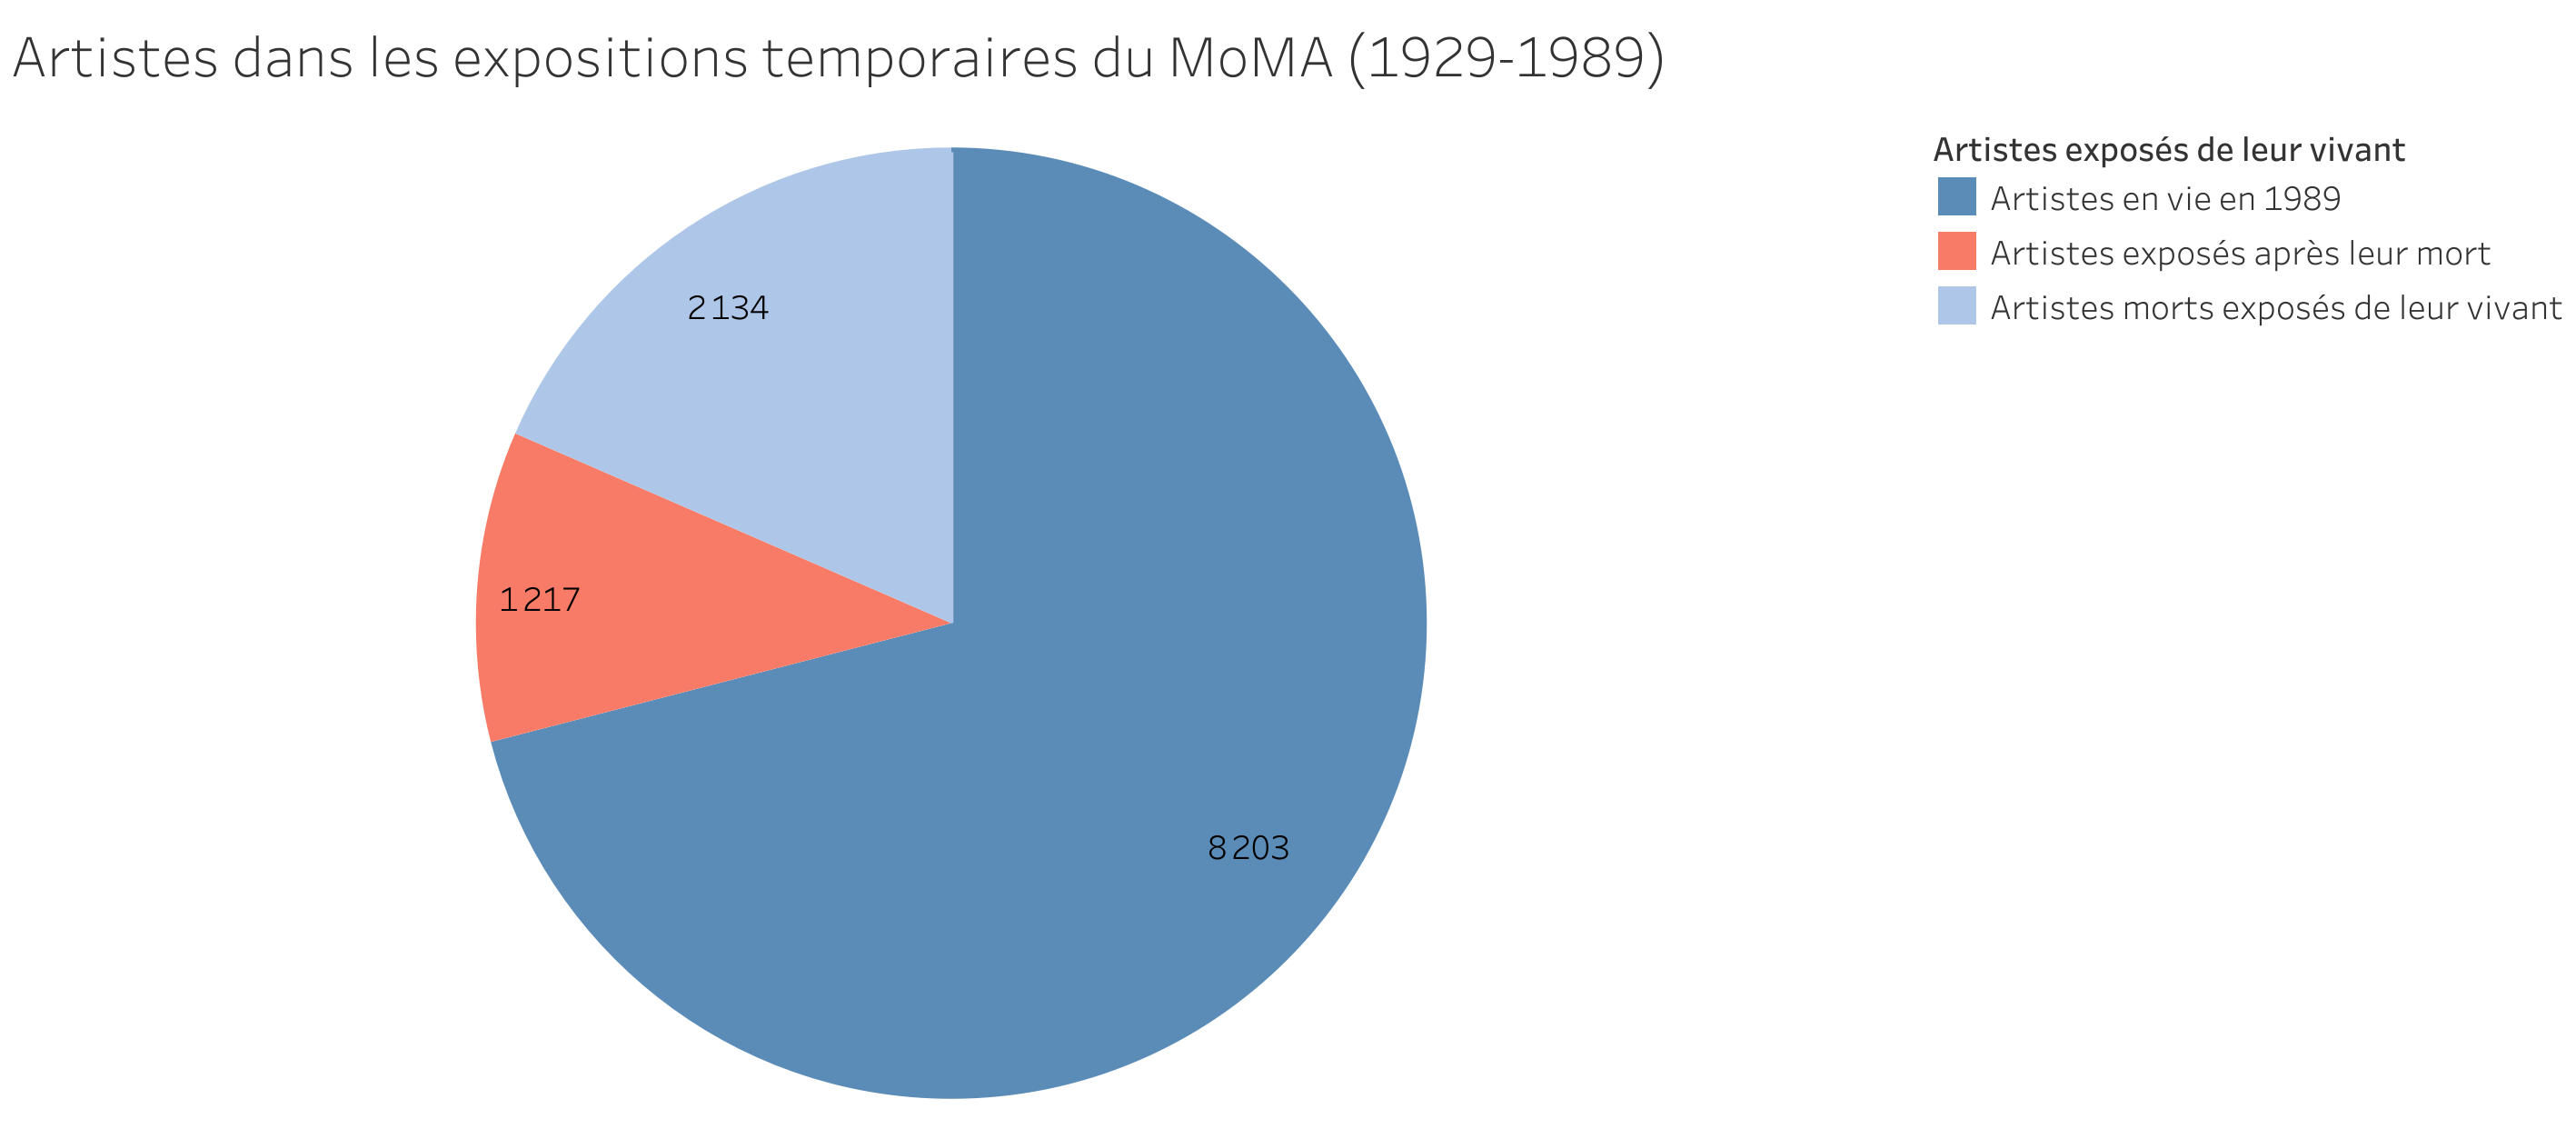 Artistes dans les expositions temporaires du MoMA (1929-1989)
Artistes exposés de leur vivant
Artistes en vie en 1989
Artistes exposés après leur mort
Artistes morts exposés de leur vivant
2 134
1 217
8 203